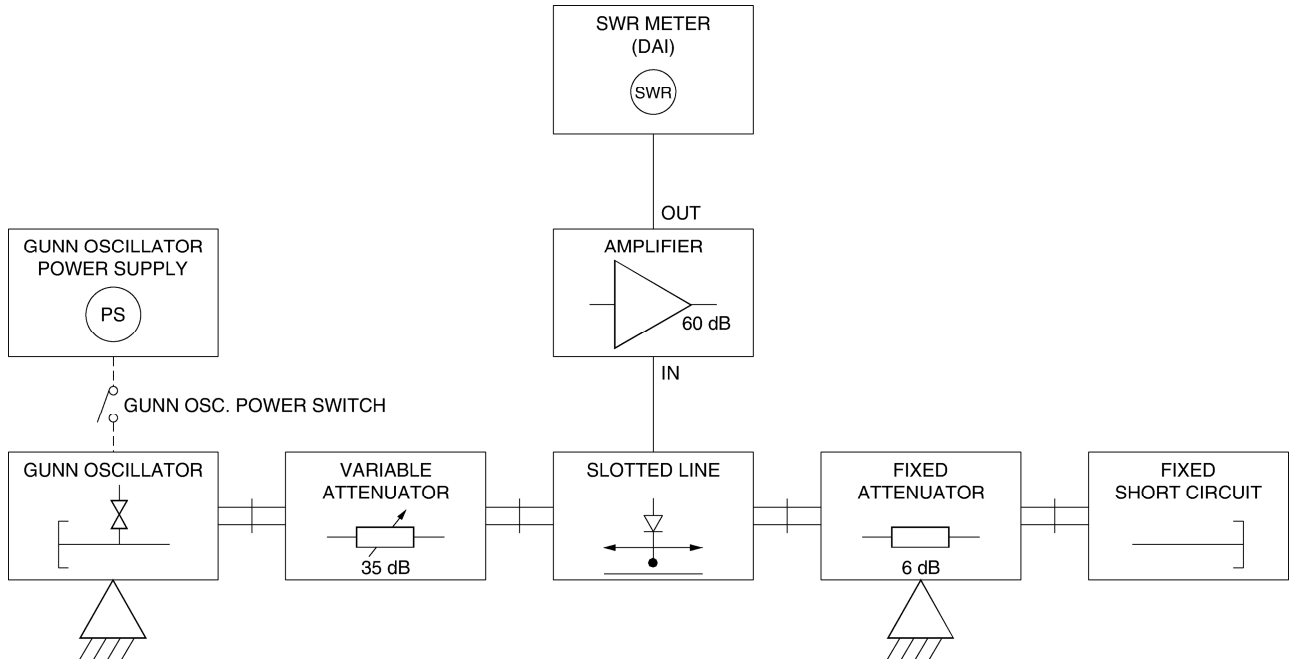 SWR METER
(DAI)
SWR
OUT
GUNN OSCILLATOR
POWER SUPPLY
PS
AMPLIFIER
60 dB
IN
GUNN OSC. POWER SWITCH
GUNN OSCILLATOR
VARIABLE
ATTENUATOR
35 dB
SLOTTED LINE
FIXED
ATTENUATOR
6 dB
FIXED
SHORT CIRCUIT